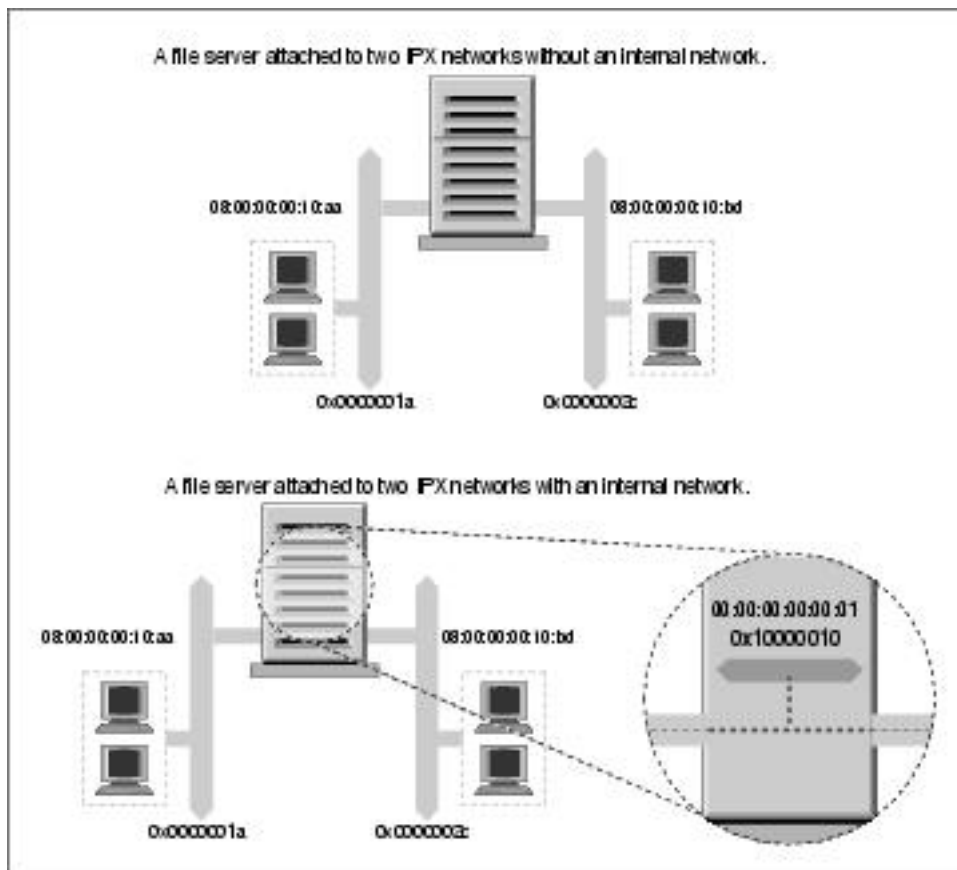 A file server attached to two IPX networks without an internal network.
08:00:00:00:10:aa
08:00:00:00:10:bd
0x0000001a
0x0000002c
A file server attached to two IPX networks with an internal network.
00:00:00:00:00:01
0x10000010
08:00:00:00:10:aa
08:00:00:00:10:bd
0x0000001a
0x0000002c